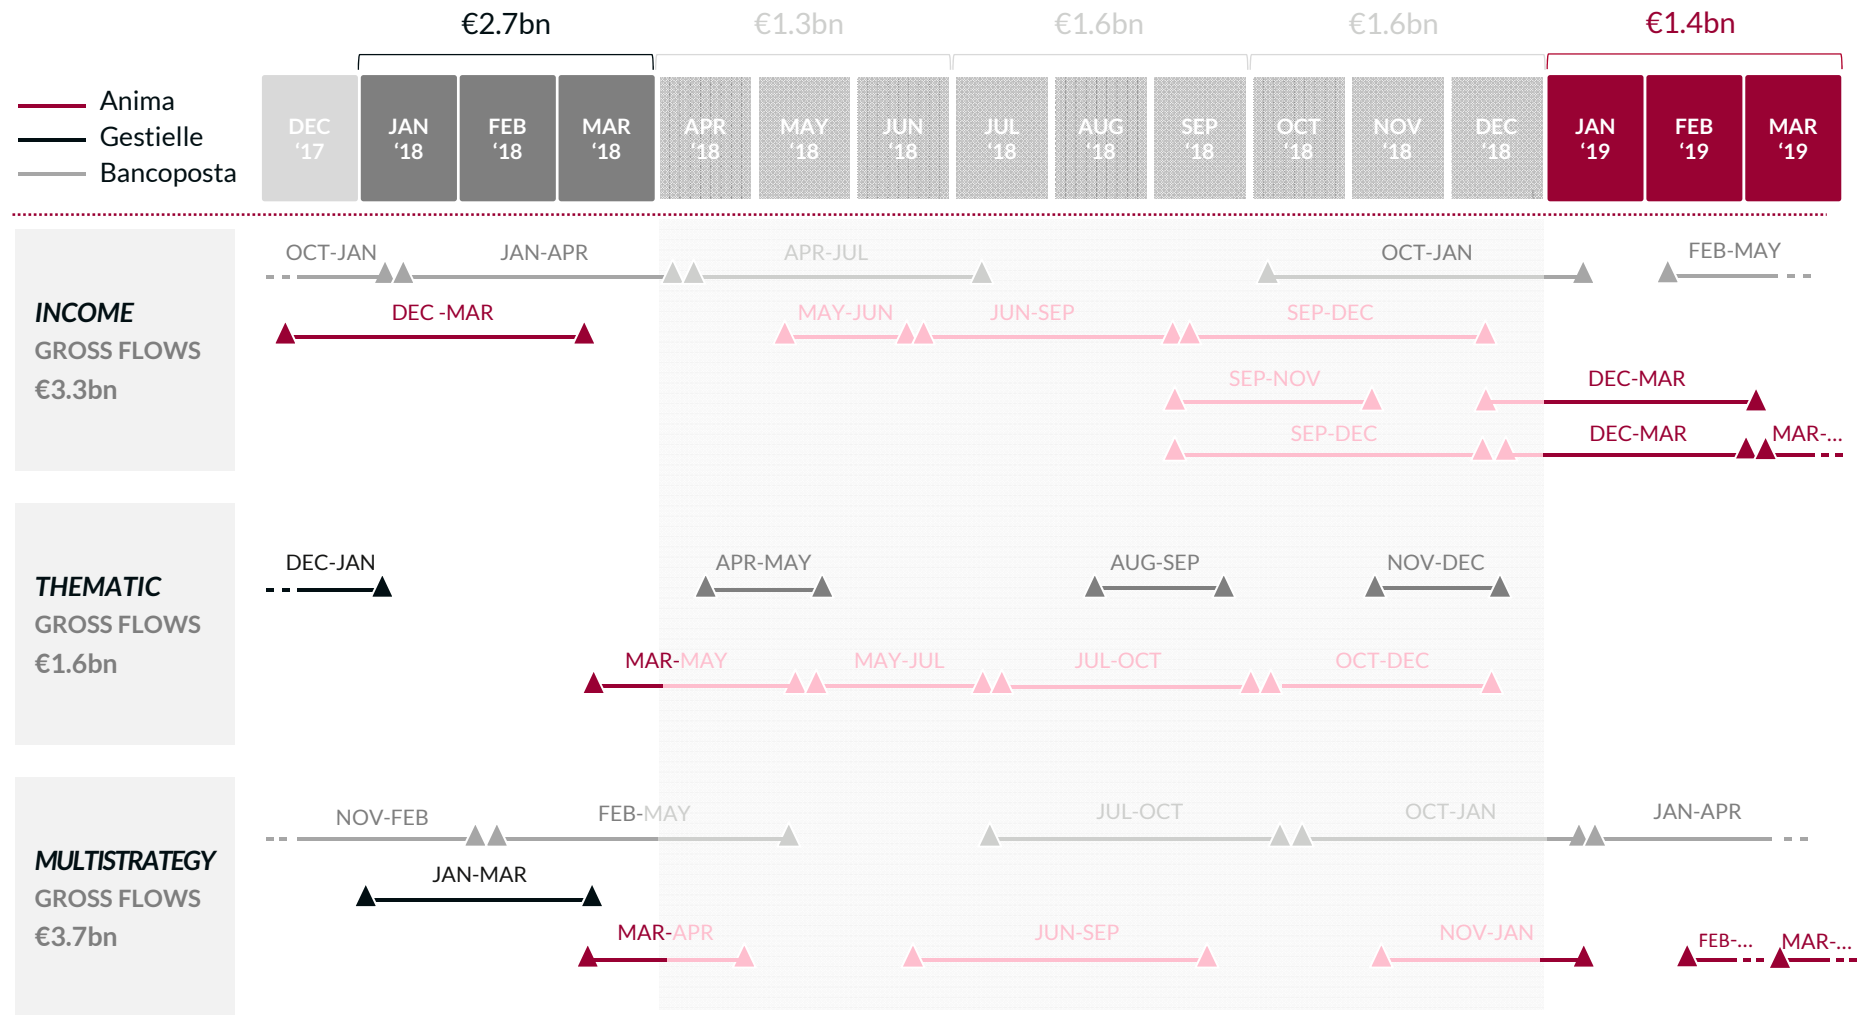 €2.7bn
€1.3bn
€1.6bn
€1.6bn
€1.4bn
Anima
Gestielle
Bancoposta
DEC ‘17
JAN ‘18
FEB ‘18
MAR ‘18
APR ‘18
MAY ‘18
JUN ‘18
JUL ‘18
AUG ‘18
SEP ‘18
OCT ‘18
NOV ‘18
DEC ‘18
JAN ‘19
FEB ‘19
MAR ‘19
INCOME
GROSS FLOWS
€3.3bn
OCT-JAN
JAN-APR
APR-JUL
OCT-JAN
FEB-MAY
DEC -MAR
MAY-JUN
JUN-SEP
SEP-DEC
SEP-NOV
DEC-MAR
SEP-DEC
DEC-MAR
MAR-...
THEMATIC
GROSS FLOWS
€1.6bn
DEC-JAN
APR-MAY
AUG-SEP
NOV-DEC
MAR-MAY
MAY-JUL
JUL-OCT
OCT-DEC
MULTISTRATEGY
GROSS FLOWS
€3.7bn
NOV-FEB
FEB-MAY
JUL-OCT
OCT-JAN
JAN-APR
JAN-MAR
MAR-APR
JUN-SEP
NOV-JAN
FEB-...
MAR-...